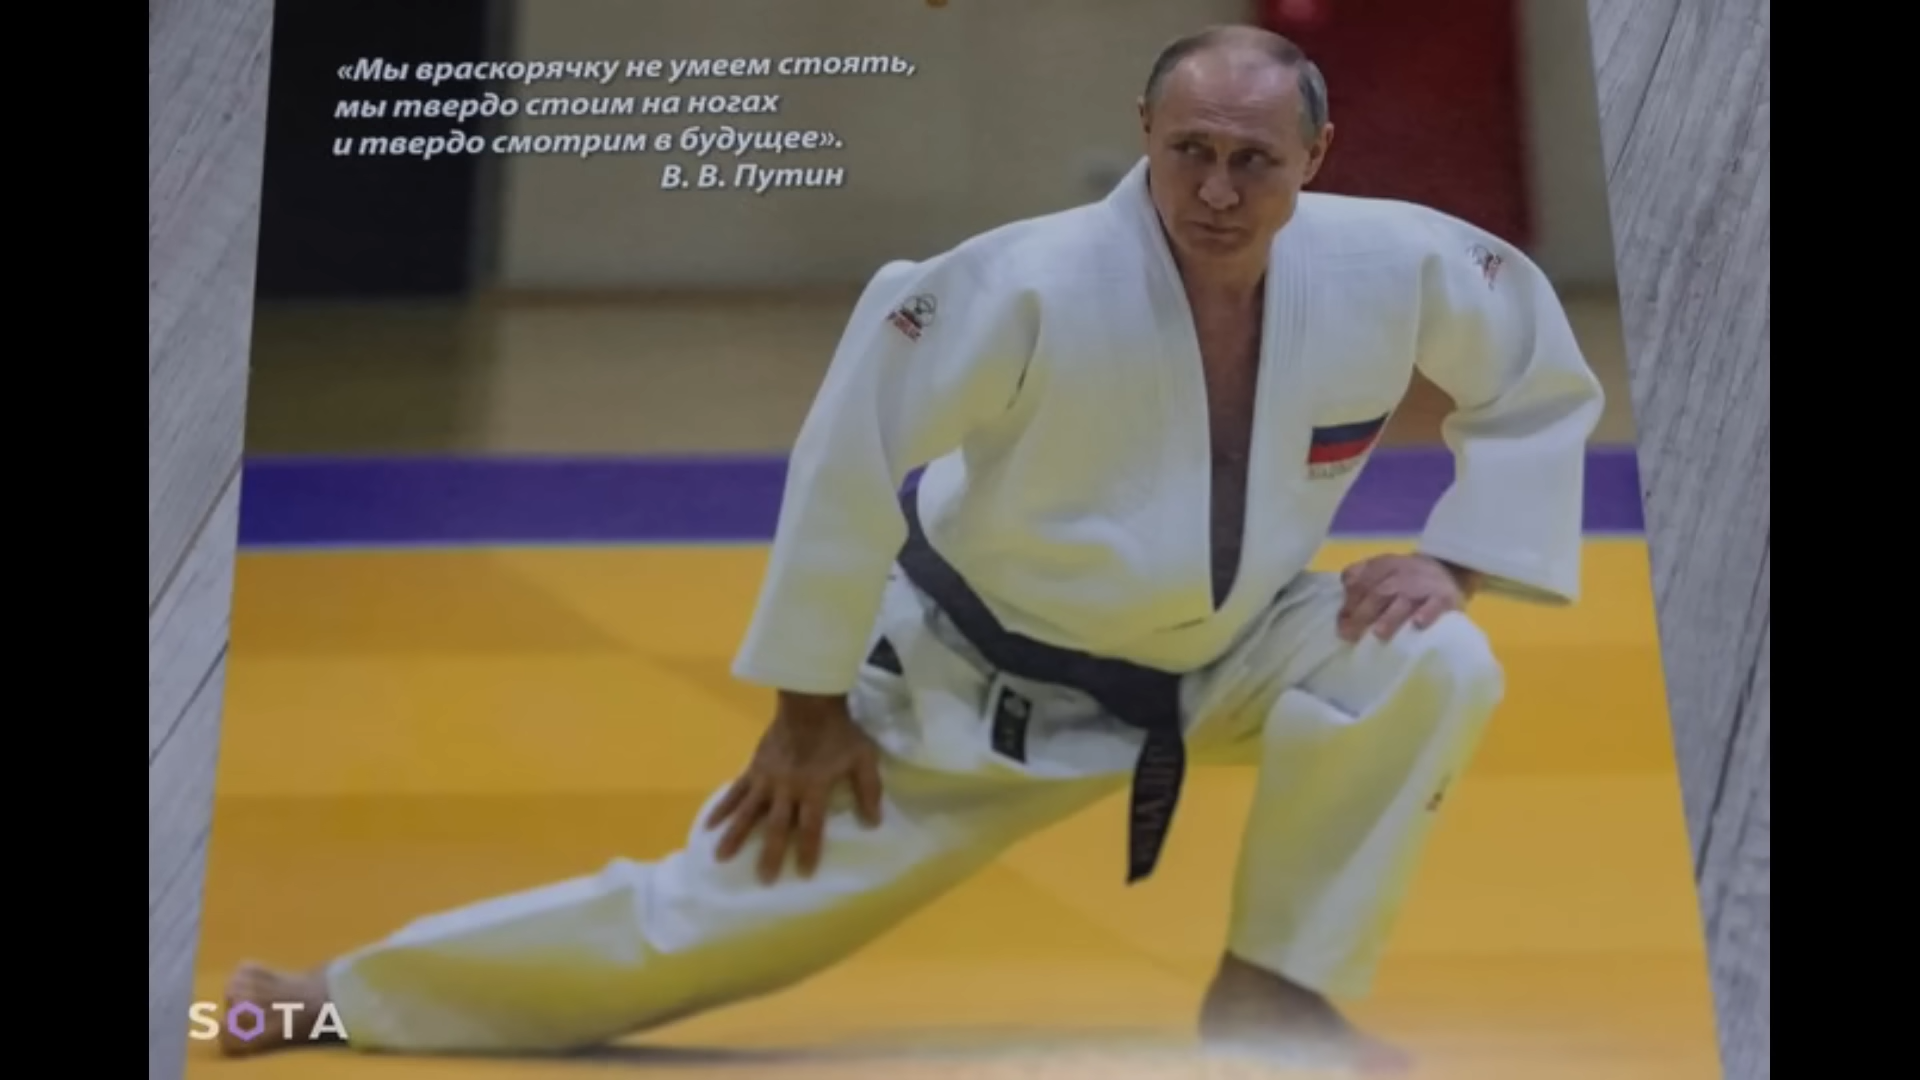 «Мы враскорячку не умеем стоять,
мы твердо стоим на ногах
и твердо смотрим в будущее».
В. В. Путин
SOTA